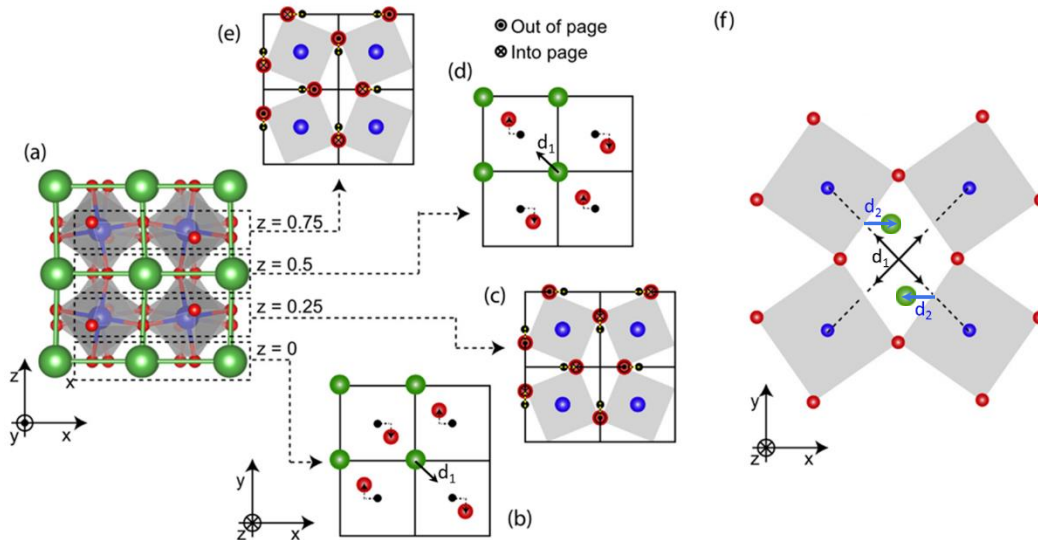 (e)
Out of page
Into page
(f)
(d)
d₁
(a)
z = 0.75
z = 0.5
z = 0.25
z = 0
(c)
d₂
d₁
d₂
z
x
y
x
d₁
y
z
x
(b)
y
z
x